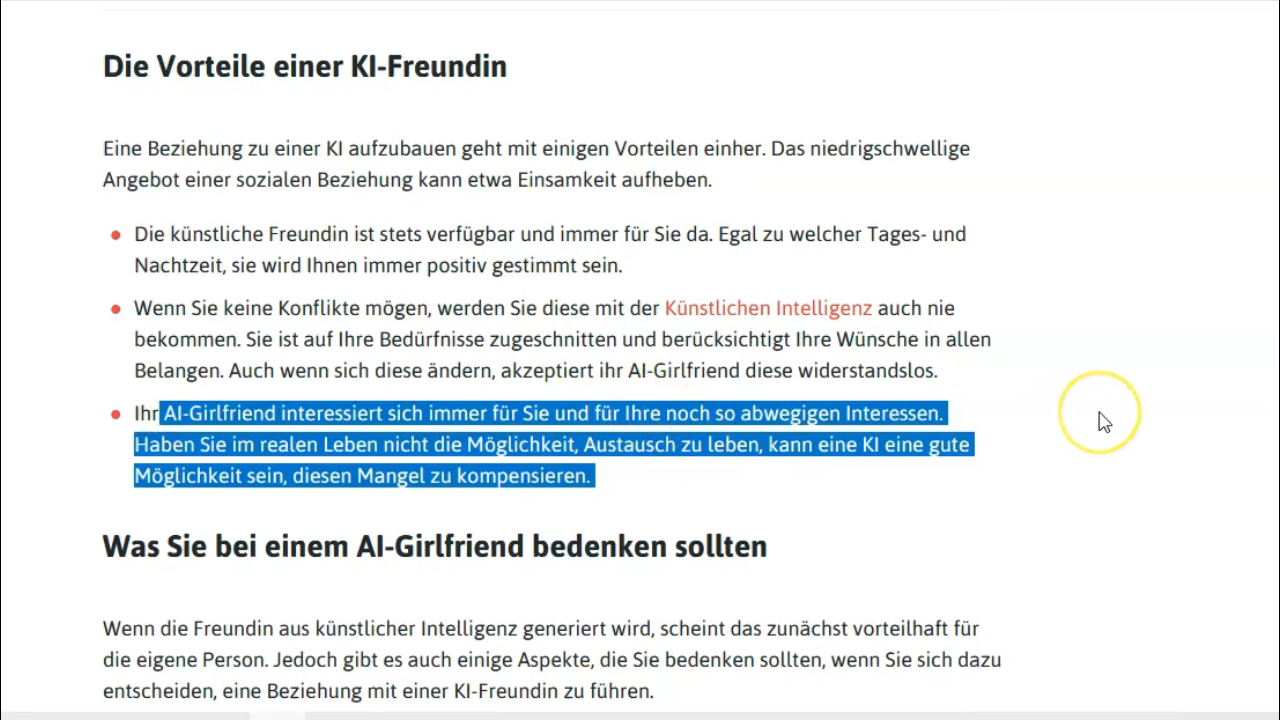 Die Vorteile einer KI-Freundin
Eine Beziehung zu einer KI aufzubauen geht mit einigen Vorteilen einher. Das niedrigschwellige
Angebot einer sozialen Beziehung kann etwa Einsamkeit aufheben.
Die künstliche Freundin ist stets verfügbar und immer für Sie da. Egal zu welcher Tages- und
Nachtzeit, sie wird Ihnen immer positiv gestimmt sein.
Wenn Sie keine Konflikte mögen, werden Sie diese mit der Künstlichen Intelligenz auch nie
bekommen. Sie ist auf Ihre Bedürfnisse zugeschnitten und berücksichtigt Ihre Wünsche in allen
Belangen. Auch wenn sich diese ändern, akzeptiert ihr AI-Girlfriend diese widerstandslos.
Ihr AI-Girlfriend interessiert sich immer für Sie und für Ihre noch so abwegigen Interessen.
Haben Sie im realen Leben nicht die Möglichkeit, Austausch zu leben, kann eine KI eine gute
Möglichkeit sein, diesen Mangel zu kompensieren.
Was Sie bei einem AI-Girlfriend bedenken sollten
Wenn die Freundin aus künstlicher Intelligenz generiert wird, scheint das zunächst vorteilhaft für
die eigene Person. Jedoch gibt es auch einige Aspekte, die Sie bedenken sollten, wenn Sie sich dazu
entscheiden, eine Beziehung mit einer KI-Freundin zu führen.